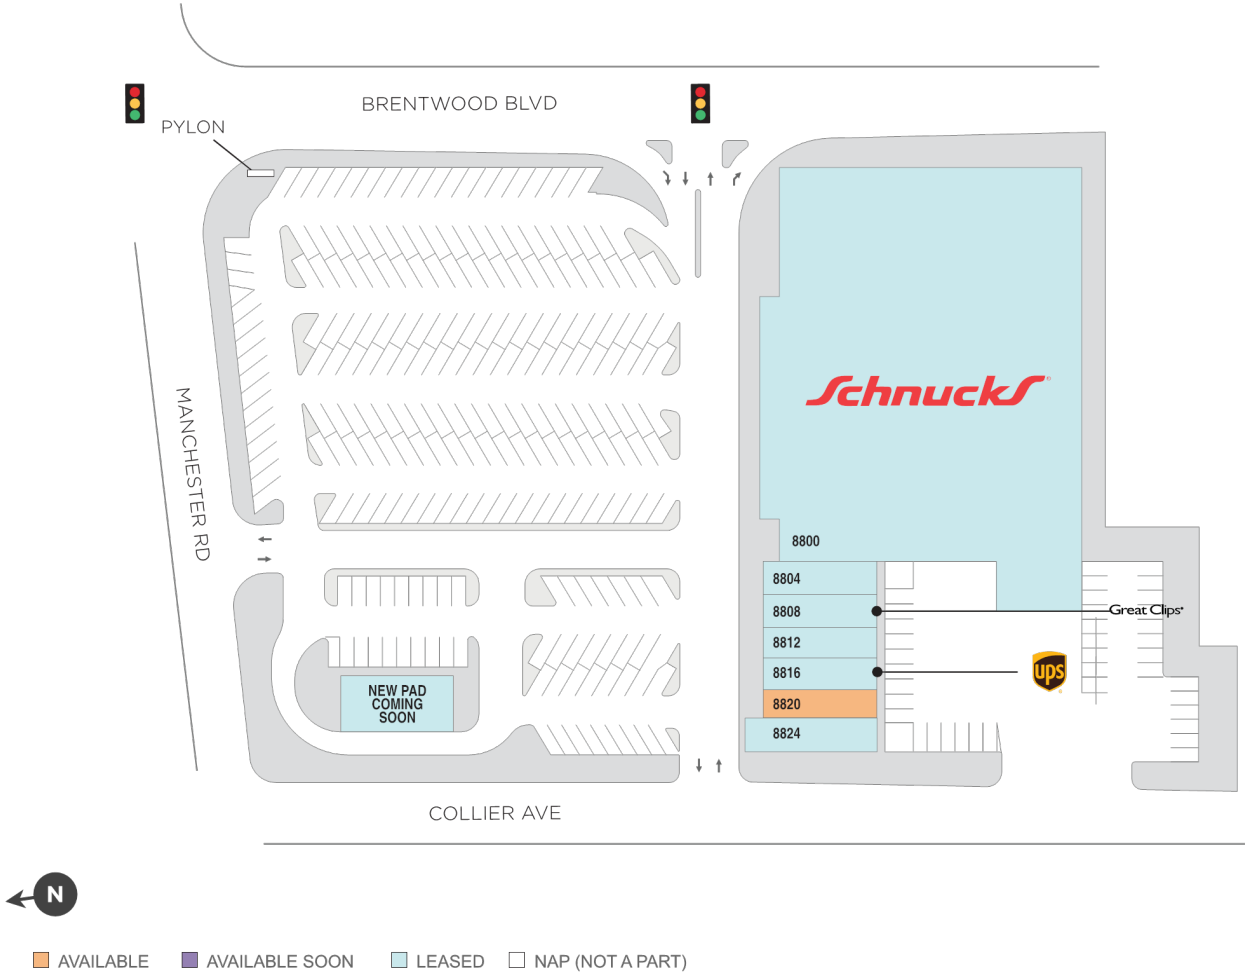 BRENTWOOD BLVD
PYLON
MANCHESTER RD
Schnucks
8800
8804
8808
Great Clips
8812
8816
ups
8820
8824
NEW PAD
COMING
SOON
COLLIER AVE
N
AVAILABLE
AVAILABLE SOON
LEASED
NAP (NOT A PART)